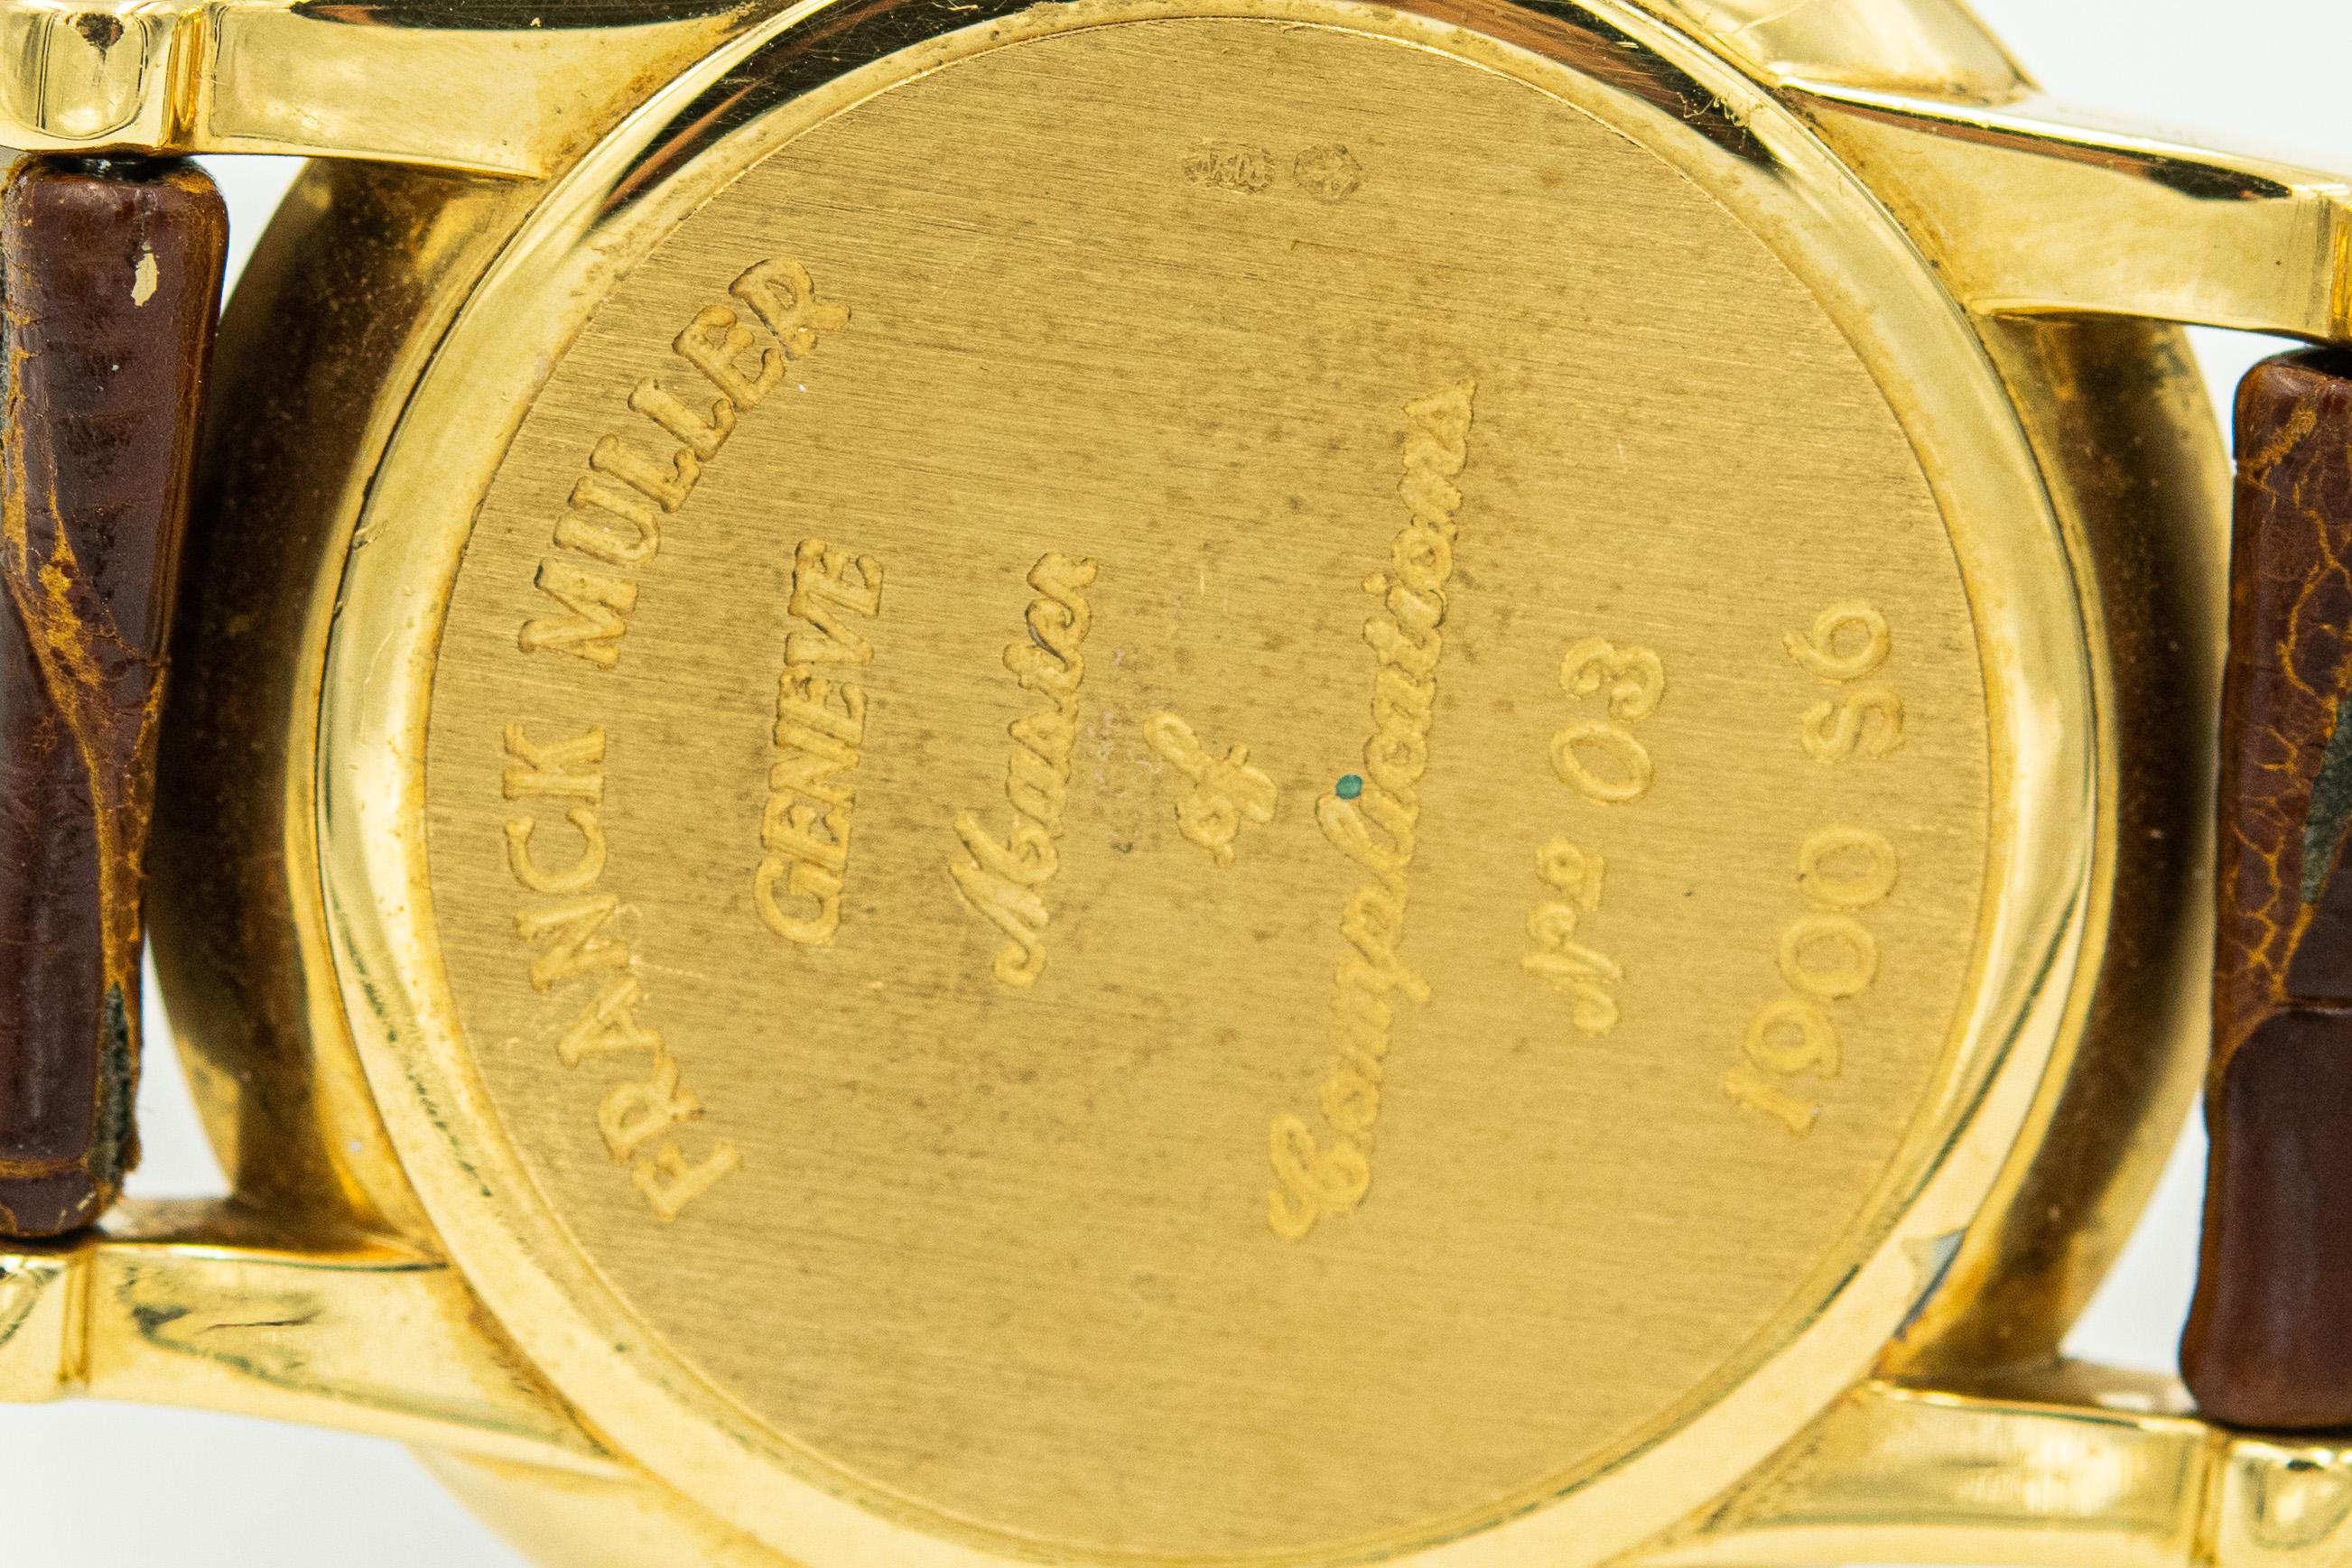 FRANCK MULLER
GENEVE
Master
of
Complications
Nº 03
1900 S6